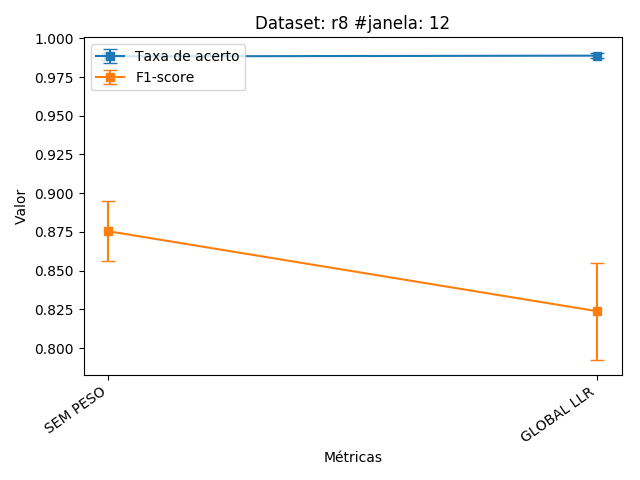 Dataset: r8 #janela: 12
Taxa de acerto
F1-score
1.000
0.975
0.950
0.925
0.900
0.875
0.850
0.825
0.800
Valor
SEM PESO
GLOBAL LLR
Métricas